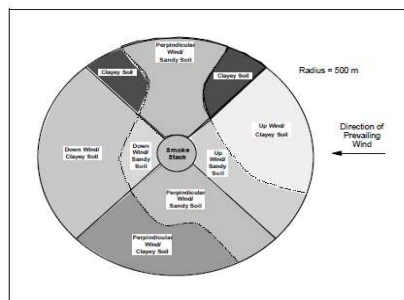 Perpindicular
Wind/
Sandy Soil
Clayey Soil
Clayey Soil
Radius = 500 m
Up Wind/
Clayey Soil
Direction of
Prevailing
Wind
Down Wind/
Clayey Soil
Down
Wind/
Sandy
Soil
Smoke
Stack
Up
Wind/
Sandy
Soil
Perpindicular
Wind/
Sandy Soil
Perpindicular
Wind/
Clayey Soil